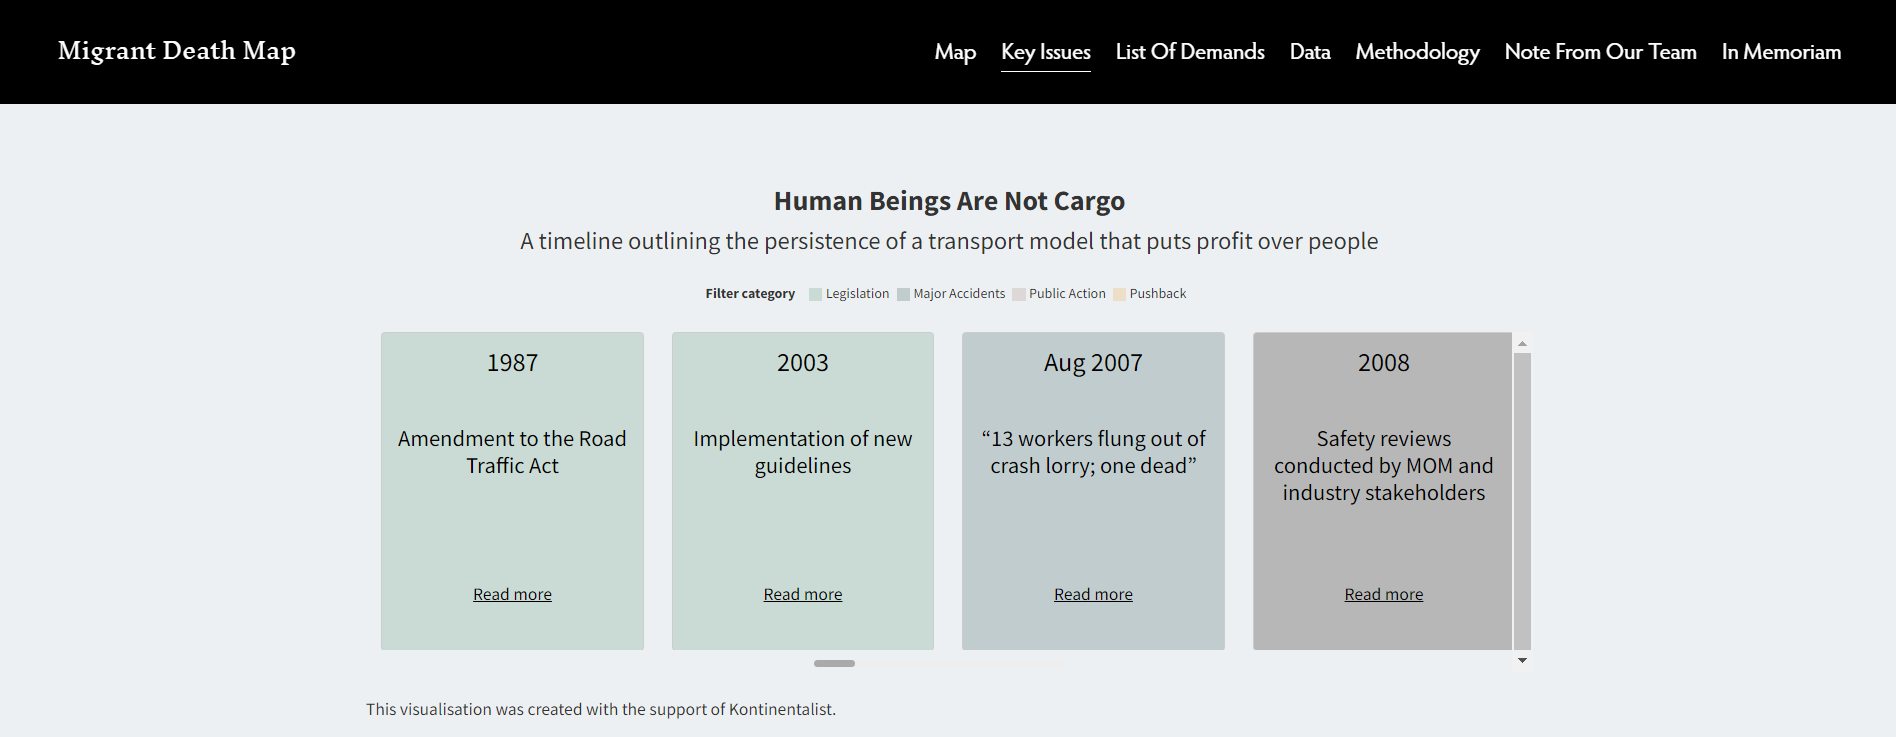 Migrant Death Map
Map Key Issues List Of Demands Data Methodology Note From Our Team In Memoriam
Human Beings Are Not Cargo
A timeline outlining the persistence of a transport model that puts profit over people
Filter category Legislation Major Accidents Public Action Pushback
1987
Amendment to the Road
Traffic Act
Read more
2003
Implementation of new
guidelines
Read more
Aug 2007
“13 workers flung out of
crash lorry; one dead”
Read more
2008
Safety reviews
conducted by MOM and
industry stakeholders
Read more
This visualisation was created with the support of Kontinentalist.